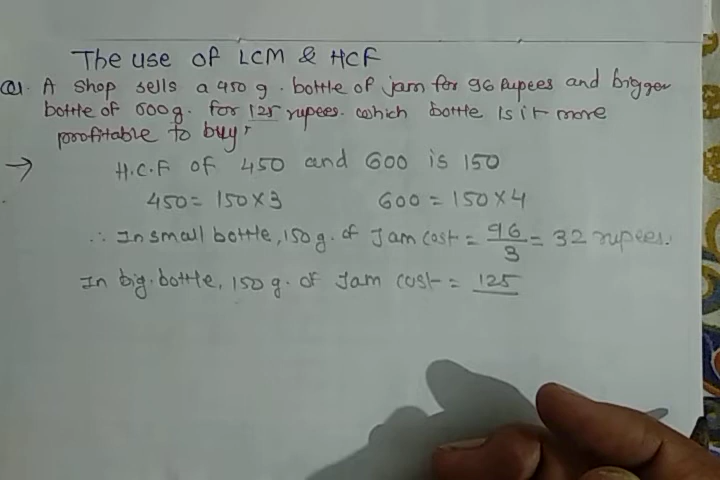 The use of LCM & HCF
Q1. A shop sells a 450 g. bottle of jam for 96 rupees and bigger
bottle of 600g. for 125 rupees. which bottle Is it more
profitable to buy?
→ H.C.F of 450 and 600 is 150
450 = 150 × 3 600 = 150 × 4
∴ In small bottle, 150 g. of Jam cost = 96/3 = 32 rupees.
In big. bottle, 150 g. of Jam cost = 125